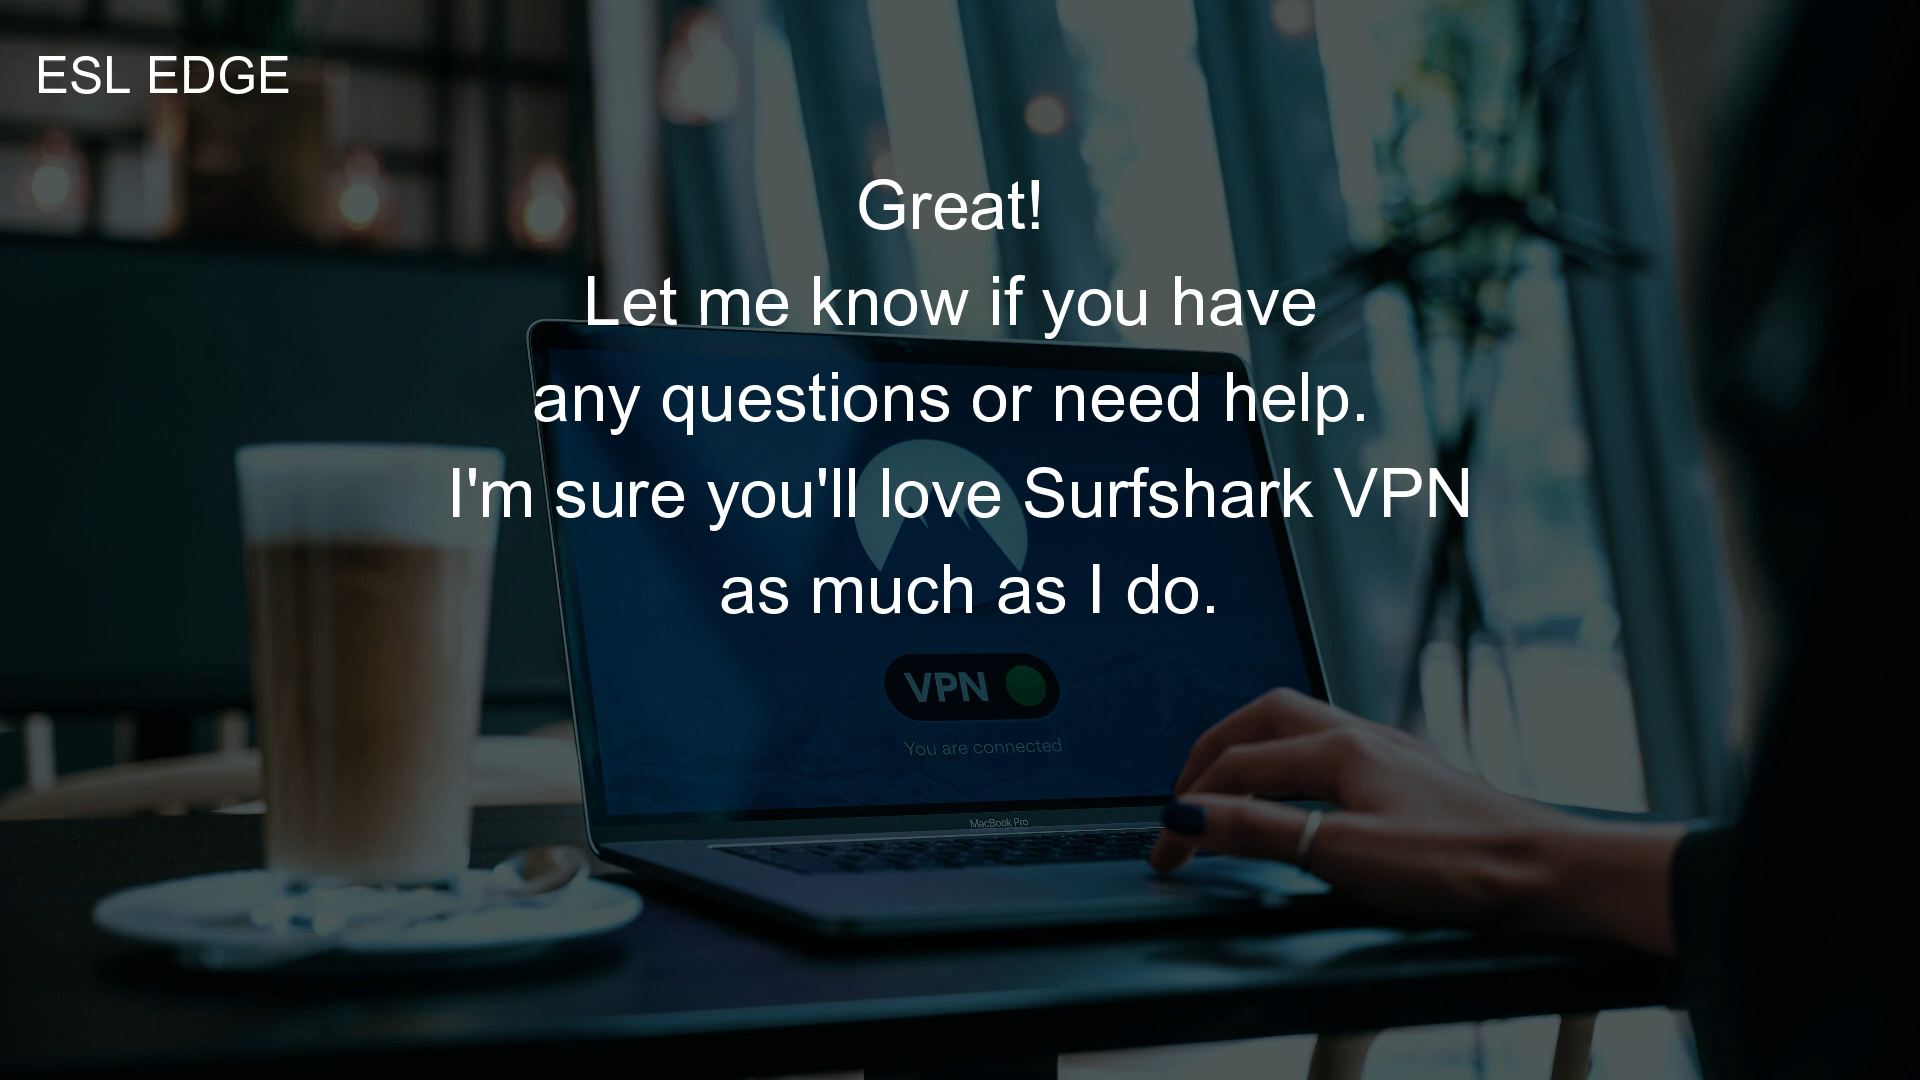 ESL EDGE
Great!
Let me know if you have
any questions or need help.
I'm sure you'll love Surfshark VPN
as much as I do.
VPN
You are connected
MacBook Pro